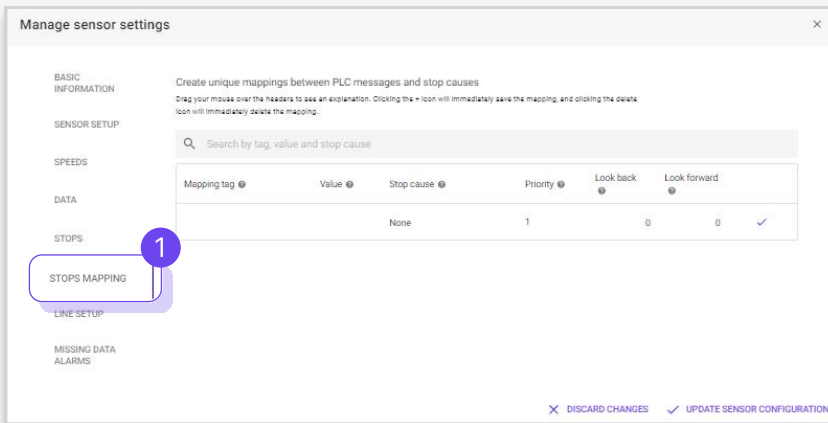 Manage sensor settings
×
BASIC
INFORMATION
SENSOR SETUP
SPEEDS
DATA
STOPS
1
STOPS MAPPING
LINE SETUP
MISSING DATA
ALARMS
Create unique mappings between PLC messages and stop causes
Drag your mouse over the headers to see an explanation. Clicking the + icon will immediately save the mapping, and clicking the delete
icon will immediately delete the mapping.
Search by tag, value and stop cause
Mapping tag ? Value ? Stop cause ? Priority ? Look back ? Look forward ?
None 1 0 0
DISCARD CHANGES UPDATE SENSOR CONFIGURATION